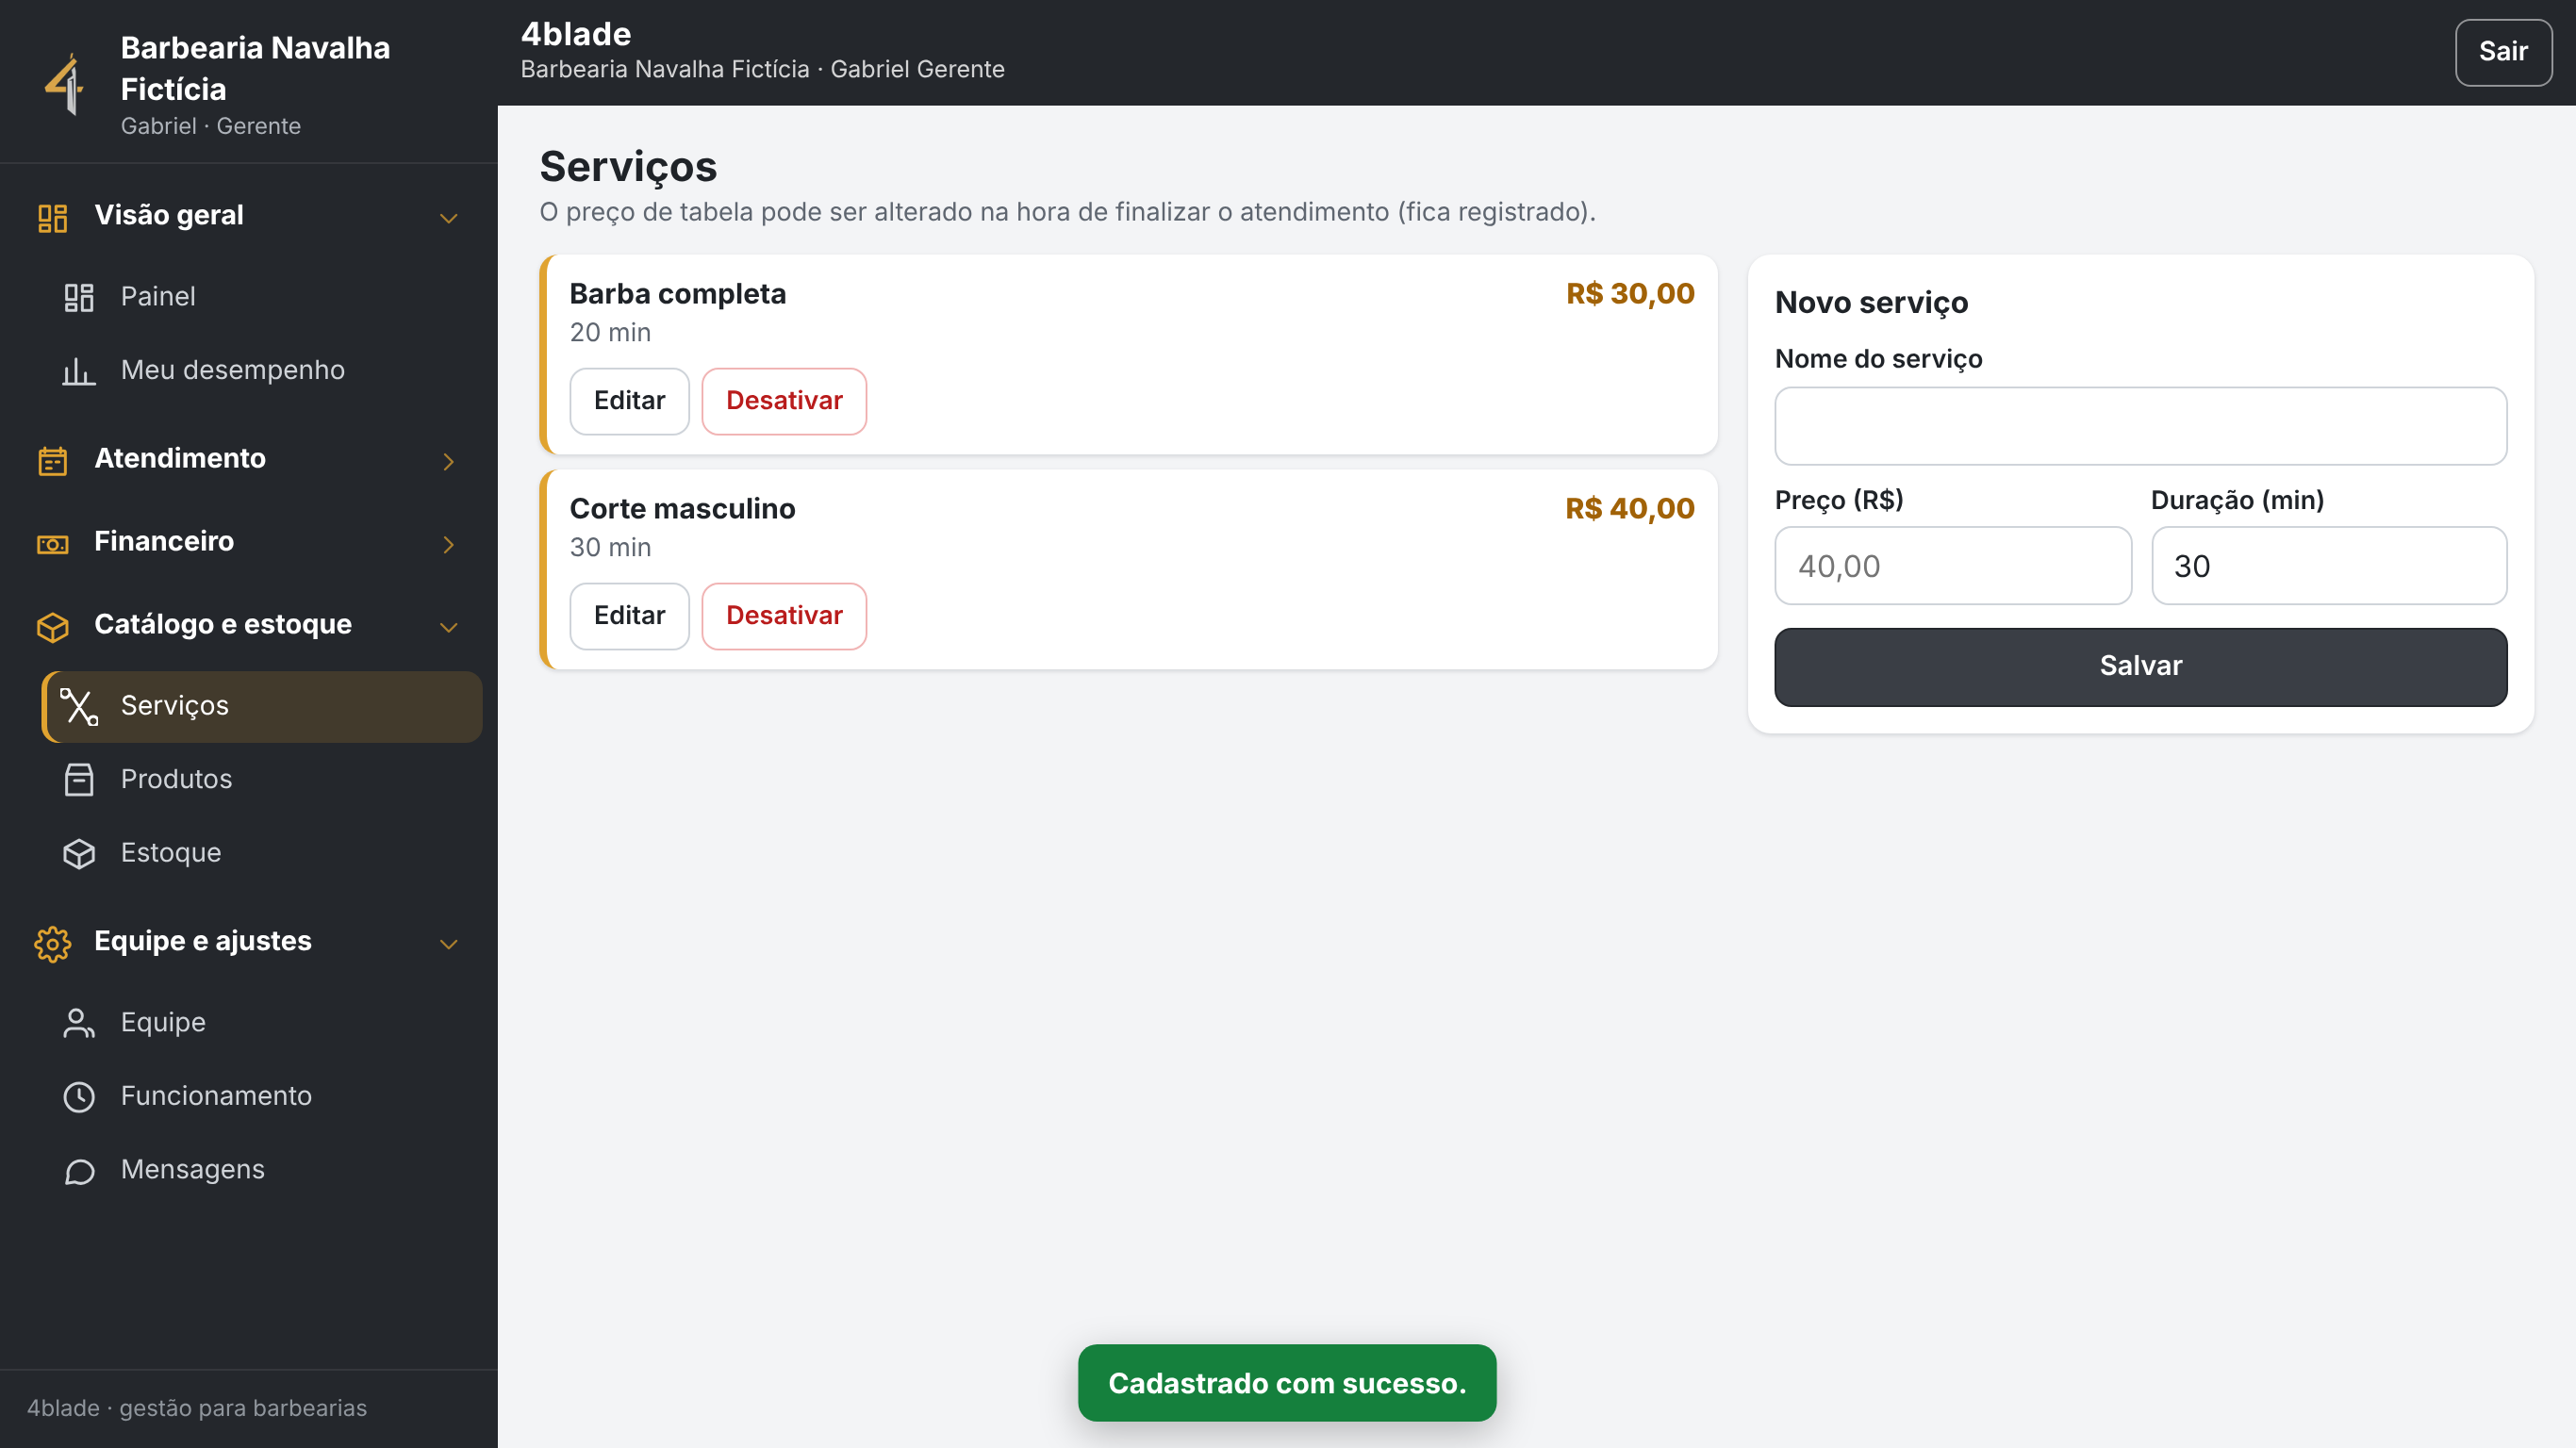 Barbearia Navalha
Fictícia
Gabriel · Gerente
Visão geral
Painel
Meu desempenho
Atendimento
Financeiro
Catálogo e estoque
Serviços
Produtos
Estoque
Equipe e ajustes
Equipe
Funcionamento
Mensagens
4blade · gestão para barbearias
4blade
Barbearia Navalha Fictícia · Gabriel Gerente
Sair
Serviços
O preço de tabela pode ser alterado na hora de finalizar o atendimento (fica registrado).
Barba completa R$ 30,00
20 min
Editar Desativar
Corte masculino R$ 40,00
30 min
Editar Desativar
Novo serviço
Nome do serviço
Preço (R$) Duração (min)
40,00 30
Salvar
Cadastrado com sucesso.